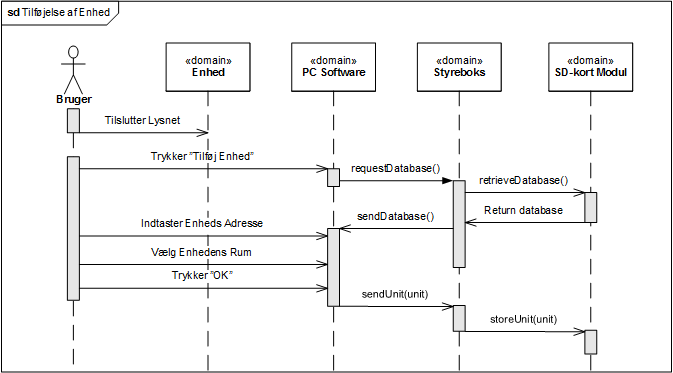 sd Tilføjelse af Enhed
«domain»
Enhed
«domain»
PC Software
«domain»
Styreboks
«domain»
SD-kort Modul
Bruger
Tilslutter Lysnet
Trykker "Tilføj Enhed"
requestDatabase()
retrieveDatabase()
Return database
sendDatabase()
Indtaster Enheds Adresse
Vælg Enhedens Rum
Trykker "OK"
sendUnit(unit)
storeUnit(unit)